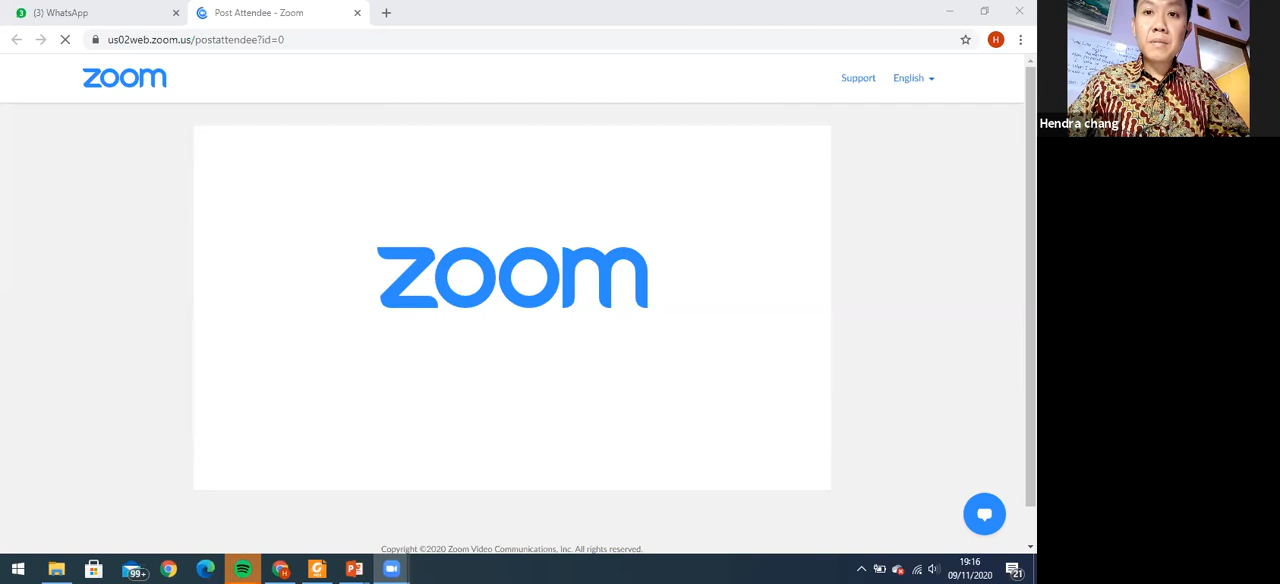 (3) WhatsApp
Post Attendee - Zoom
us02web.zoom.us/postattendee?id=0
H
zoom
Support
English
Hendra chang
zoom
Copyright ©2020 Zoom Video Communications, Inc. All rights reserved.
99+
19:16
09/11/2020
21